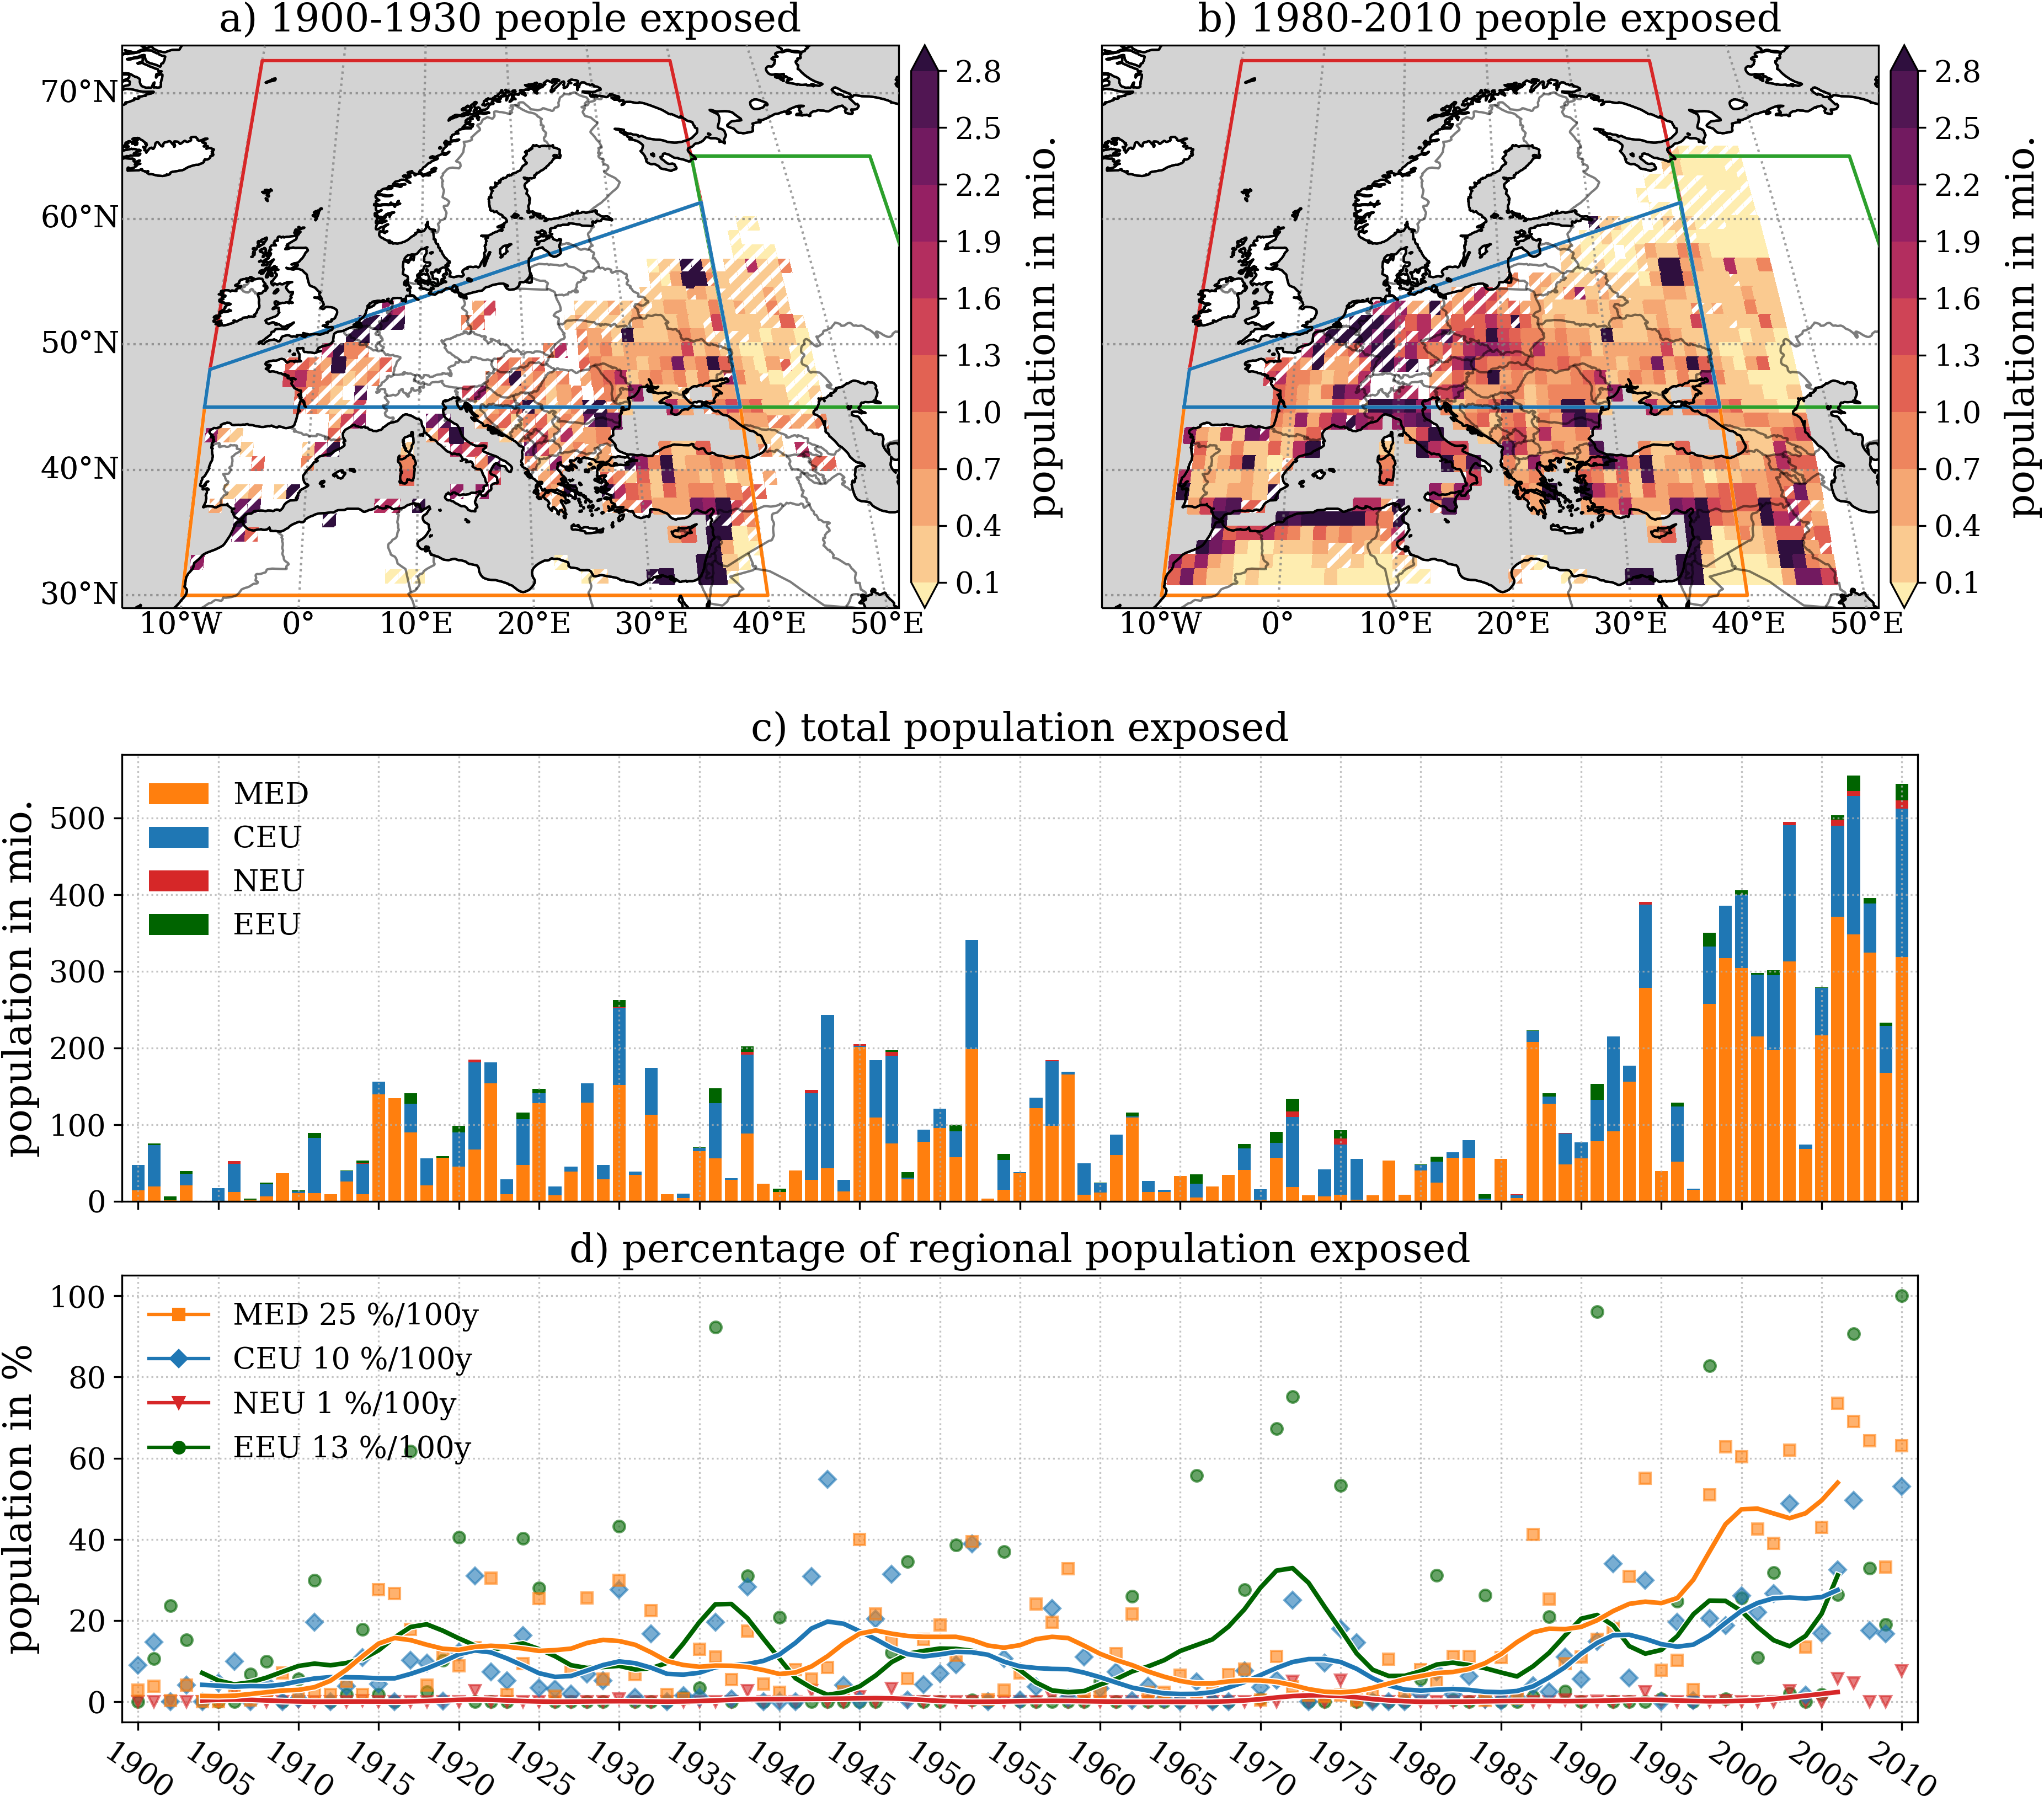 a) 1900-1930 people exposed
b) 1980-2010 people exposed
70°N
60°N
50°N
40°N
30°N
10°W 0° 10°E 20°E 30°E 40°E 50°E
2.8
2.5
2.2
1.9
1.6
1.3
1.0
0.7
0.4
0.1
populationn in mio.
10°W 0° 10°E 20°E 30°E 40°E 50°E
2.8
2.5
2.2
1.9
1.6
1.3
1.0
0.7
0.4
0.1
populationn in mio.
c) total population exposed
population in mio.
500
400
300
200
100
0
MED
CEU
NEU
EEU
d) percentage of regional population exposed
population in %
100
80
60
40
20
0
MED 25 %/100y
CEU 10 %/100y
NEU 1 %/100y
EEU 13 %/100y
1900 1905 1910 1915 1920 1925 1930 1935 1940 1945 1950 1955 1960 1965 1970 1975 1980 1985 1990 1995 2000 2005 2010